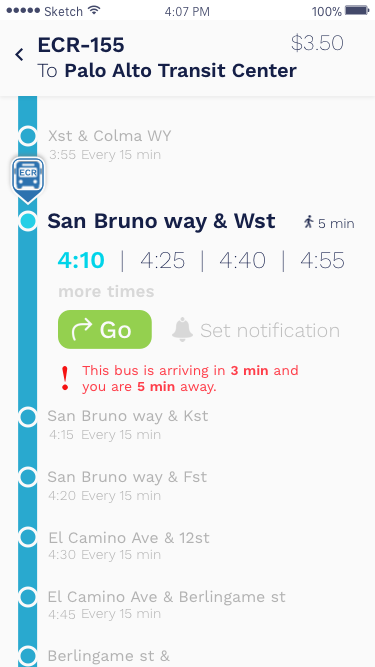 Sketch 4:07 PM 100%
ECR-155 $3.50
To Palo Alto Transit Center
Xst & Colma WY
3:55 Every 15 min
ECR
San Bruno way & Wst 5 min
4:10 | 4:25 | 4:40 | 4:55
more times
Go Set notification
! This bus is arriving in 3 min and
you are 5 min away.
San Bruno way & Kst
4:15 Every 15 min
San Bruno way & Fst
4:20 Every 15 min
El Camino Ave & 12st
4:30 Every 15 min
El Camino Ave & Berlingame st
4:45 Every 15 min
Berlingame st &